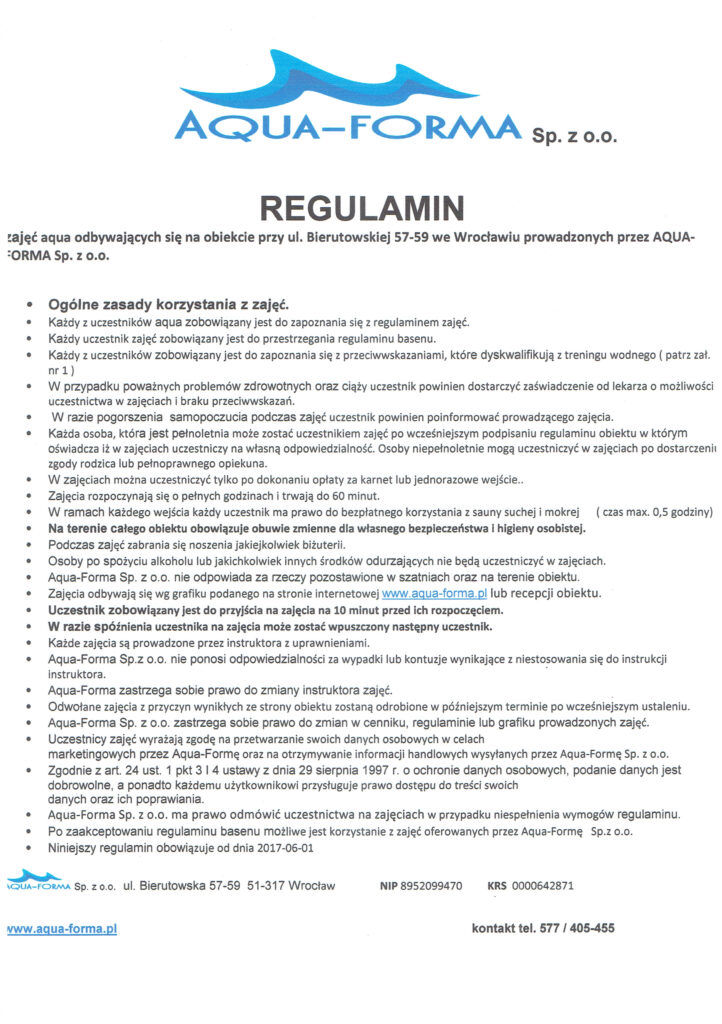 AQUA-FORMA Sp. z o.o.
REGULAMIN
zajęć aqua odbywających się na obiekcie przy ul. Bierutowskiej 57-59 we Wrocławiu prowadzonych przez AQUA-
FORMA Sp. z o.o.
• Ogólne zasady korzystania z zajęć.
• Każdy z uczestników aqua zobowiązany jest do zapoznania się z regulaminem zajęć.
• Każdy uczestnik zajęć zobowiązany jest do przestrzegania regulaminu basenu.
• Każdy z uczestników zobowiązany jest do zapoznania się z przeciwwskazaniami, które dyskwalifikują z treningu wodnego ( patrz zał.
nr 1 )
• W przypadku poważnych problemów zdrowotnych oraz ciąży uczestnik powinien dostarczyć zaświadczenie od lekarza o możliwości
uczestnictwa w zajęciach i braku przeciwwskazań.
• W razie pogorszenia samopoczucia podczas zajęć uczestnik powinien poinformować prowadzącego zajęcia.
• Każda osoba, która jest pełnoletnia może zostać uczestnikiem zajęć po wcześniejszym podpisaniu regulaminu obiektu w którym
oświadcza iż w zajęciach uczestniczy na własną odpowiedzialność. Osoby niepełnoletnie mogą uczestniczyć w zajęciach po dostarczeniu
zgody rodzica lub pełnoprawnego opiekuna.
• W zajęciach można uczestniczyć tylko po dokonaniu opłaty za karnet lub jednorazowe wejście..
• Zajęcia rozpoczynają się o pełnych godzinach i trwają do 60 minut.
• W ramach każdego wejścia każdy uczestnik ma prawo do bezpłatnego korzystania z sauny suchej i mokrej ( czas max. 0,5 godziny)
• Na terenie całego obiektu obowiązuje obuwie zmienne dla własnego bezpieczeństwa i higieny osobistej.
• Podczas zajęć zabrania się noszenia jakiejkolwiek biżuterii.
• Osoby po spożyciu alkoholu lub jakichkolwiek innych środków odurzających nie będą uczestniczyć w zajęciach.
• Aqua-Forma Sp. z o.o. nie odpowiada za rzeczy pozostawione w szatniach oraz na terenie obiektu.
• Zajęcia odbywają się wg grafiku podanego na stronie internetowej www.aqua-forma.pl lub recepcji obiektu.
• Uczestnik zobowiązany jest do przyjścia na zajęcia na 10 minut przed ich rozpoczęciem.
• W razie spóźnienia uczestnika na zajęcia może zostać wpuszczony następny uczestnik.
• Każde zajęcia są prowadzone przez instruktora z uprawnieniami.
• Aqua-Forma Sp.z o.o. nie ponosi odpowiedzialności za wypadki lub kontuzje wynikające z niestosowania się do instrukcji
instruktora.
• Aqua-Forma zastrzega sobie prawo do zmiany instruktora zajęć.
• Odwołane zajęcia z przyczyn wynikłych ze strony obiektu zostaną odrobione w późniejszym terminie po wcześniejszym ustaleniu.
• Aqua-Forma Sp. z o.o. zastrzega sobie prawo do zmian w cenniku, regulaminie lub grafiku prowadzonych zajęć.
• Uczestnicy zajęć wyrażają zgodę na przetwarzanie swoich danych osobowych w celach
marketingowych przez Aqua-Formę oraz na otrzymywanie informacji handlowych wysyłanych przez Aqua-Formę Sp. z o.o.
• Zgodnie z art. 24 ust. 1 pkt 3 I 4 ustawy z dnia 29 sierpnia 1997 r. o ochronie danych osobowych, podanie danych jest
dobrowolne, a ponadto każdemu użytkownikowi przysługuje prawo dostępu do treści swoich
danych oraz ich poprawiania.
• Aqua-Forma Sp. z o.o. ma prawo odmówić uczestnictwa na zajęciach w przypadku niespełnienia wymogów regulaminu.
• Po zaakceptowaniu regulaminu basenu możliwe jest korzystanie z zajęć oferowanych przez Aqua-Formę Sp.z o.o.
• Niniejszy regulamin obowiązuje od dnia 2017-06-01
AQUA-FORMA Sp. z o.o. ul. Bierutowska 57-59 51-317 Wrocław NIP 8952099470 KRS 0000642871
www.aqua-forma.pl kontakt tel. 577 / 405-455